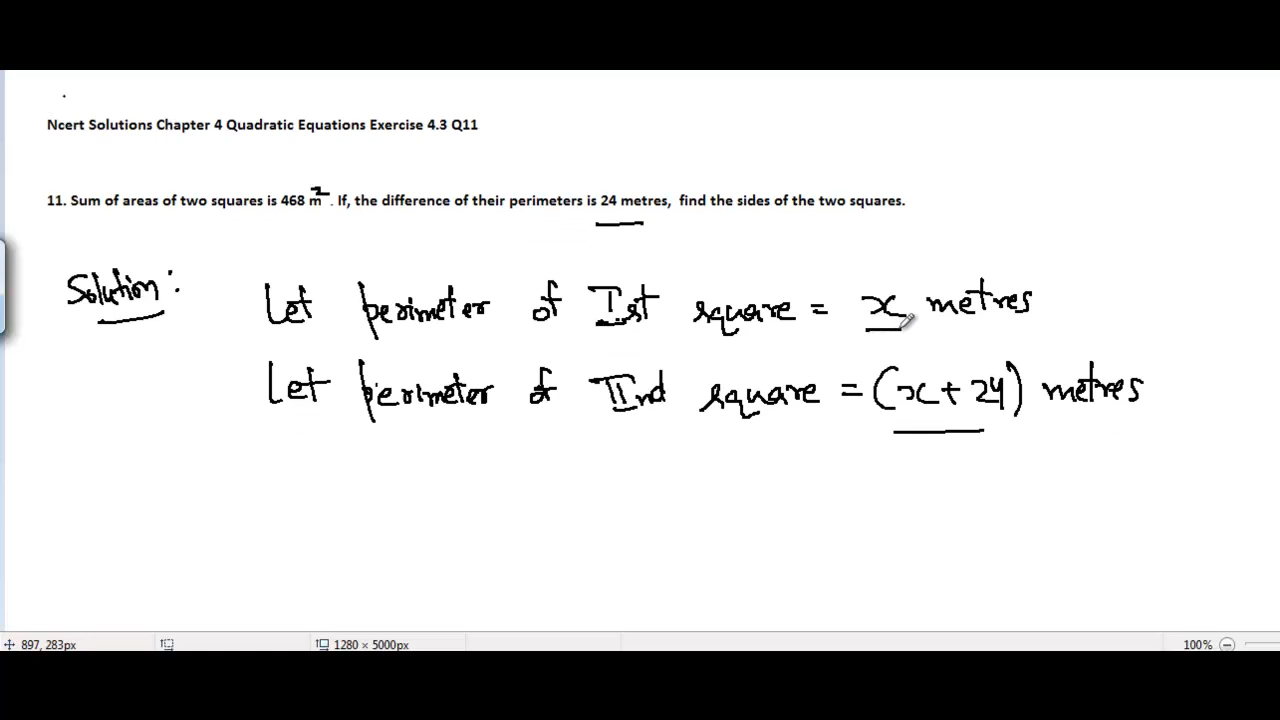 Ncert Solutions Chapter 4 Quadratic Equations Exercise 4.3 Q11
11. Sum of areas of two squares is 468 m². If, the difference of their perimeters is 24 metres, find the sides of the two squares.
Solution: Let perimeter of Ist square = x metres
Let perimeter of IInd square = (x+24) metres
897, 283px 1280 × 5000px 100%